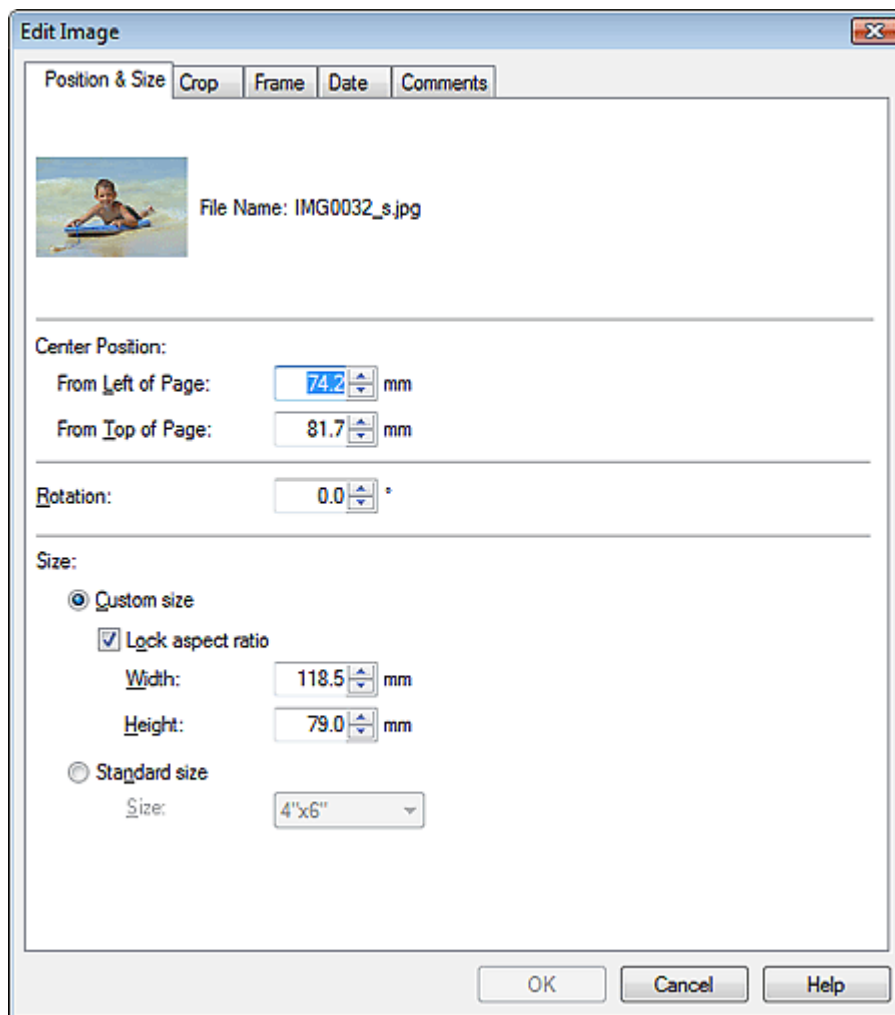 Edit Image
Position & Size Crop Frame Date Comments
File Name: IMG0032_s.jpg
Center Position:
From Left of Page: 74.2 mm
From Top of Page: 81.7 mm
Rotation: 0.0 °
Size:
Custom size
Lock aspect ratio
Width: 118.5 mm
Height: 79.0 mm
Standard size
Size: 4"x6"
OK Cancel Help